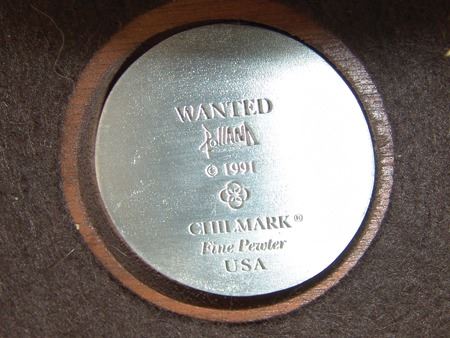 WANTED
Polland
© 1991
CHILMARK®
Fine Pewter
USA